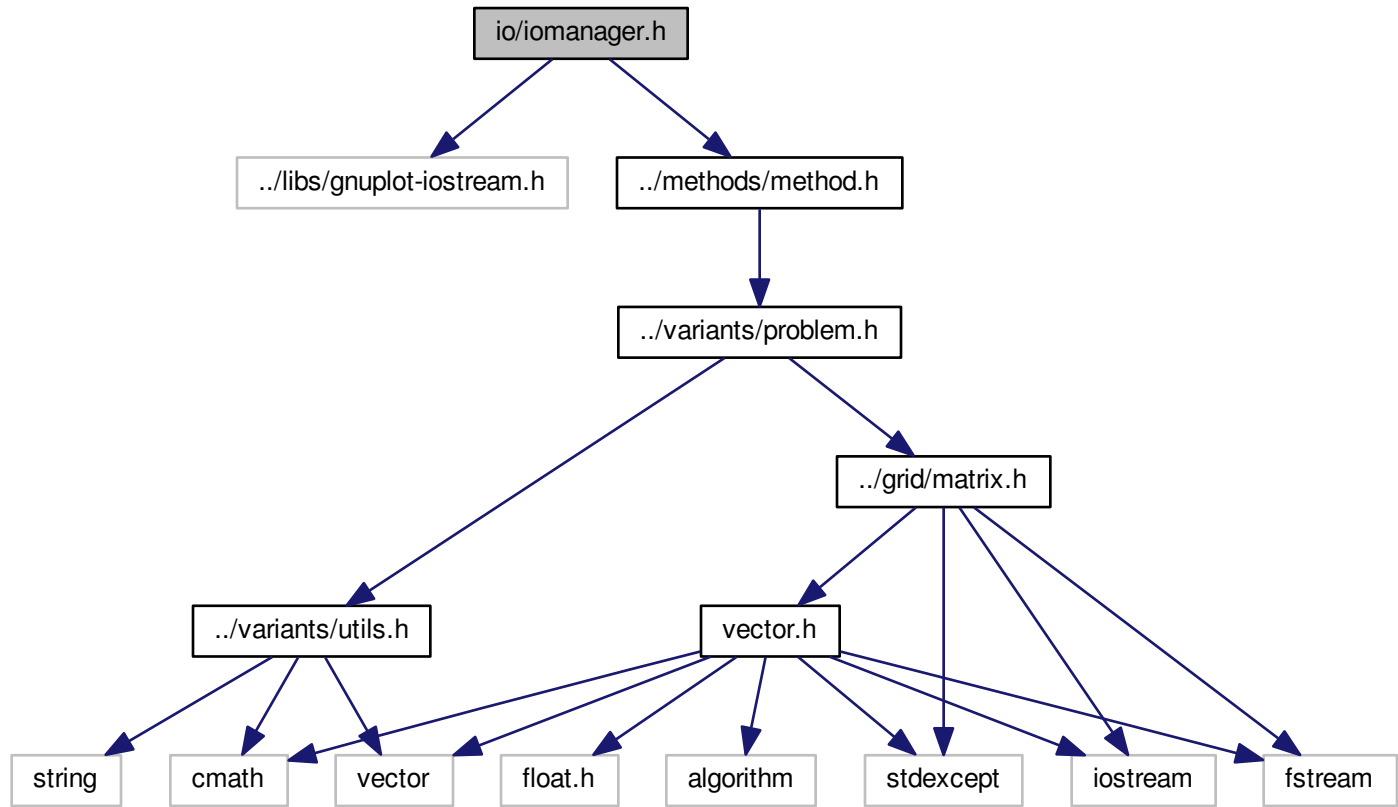 io/iomanager.h
../libs/gnuplot-iostream.h
../methods/method.h
../variants/problem.h
../grid/matrix.h
../variants/utils.h
vector.h
string
cmath
vector
float.h
algorithm
stdexcept
iostream
fstream